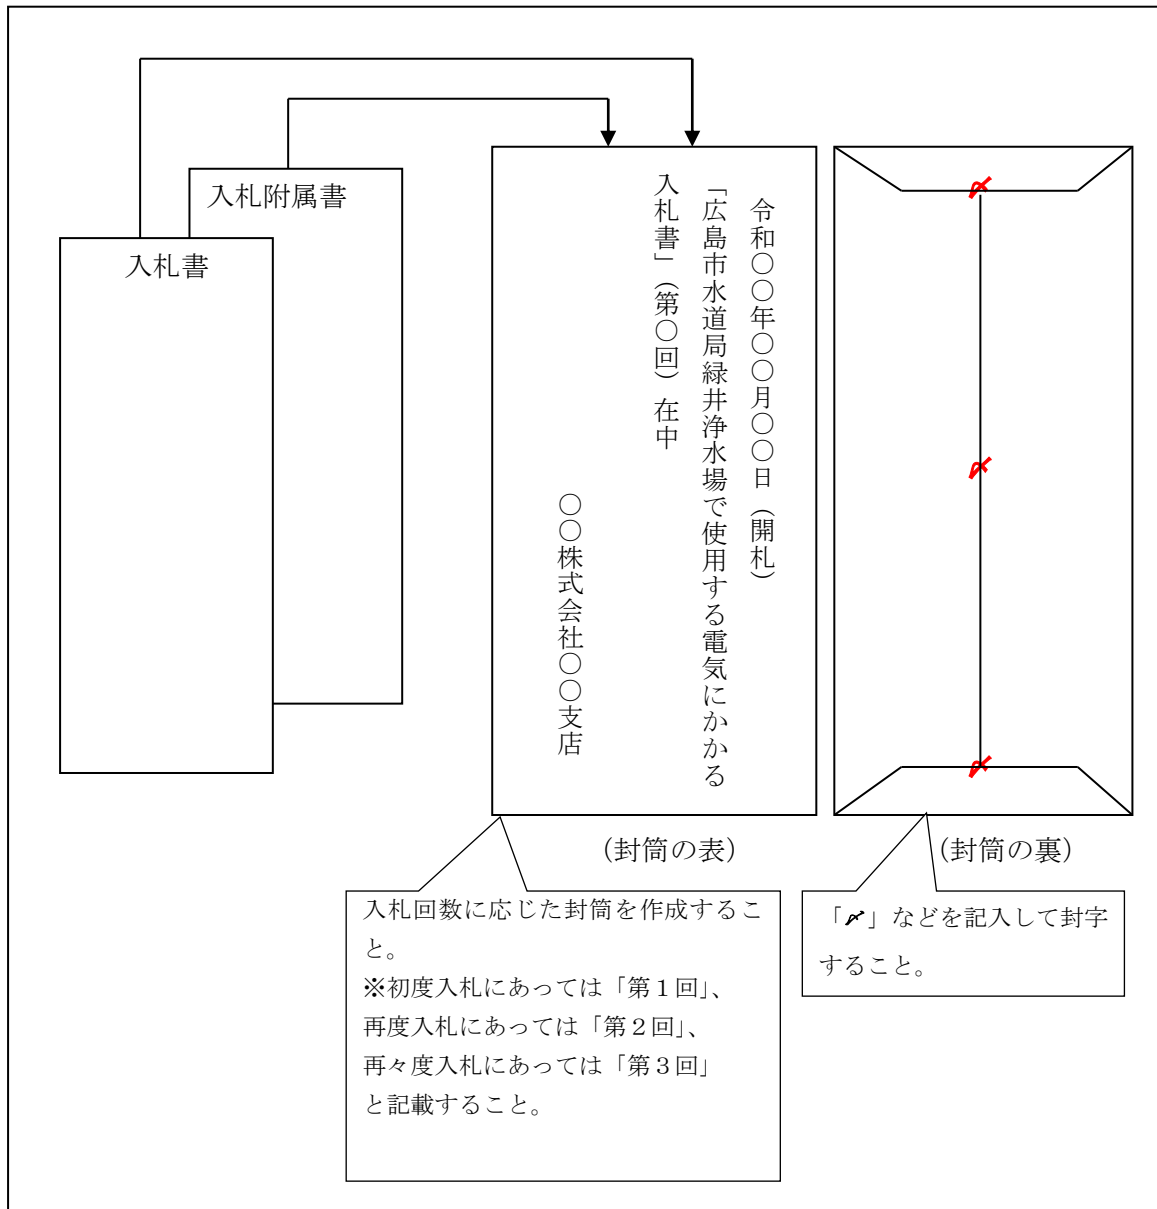 入札附属書
入札書
令和〇〇年〇〇月〇〇日（開札）
「広島市水道局緑井浄水場で使用する電気にかかる
入札書」（第〇回）在中
〇〇株式会社〇〇支店
〆
〆
〆
（封筒の表）
（封筒の裏）
入札回数に応じた封筒を作成するこ
と。
※初度入札にあっては「第１回」、
再度入札にあっては「第２回」、
再々度入札にあっては「第３回」
と記載すること。
「〆」などを記入して封字
すること。